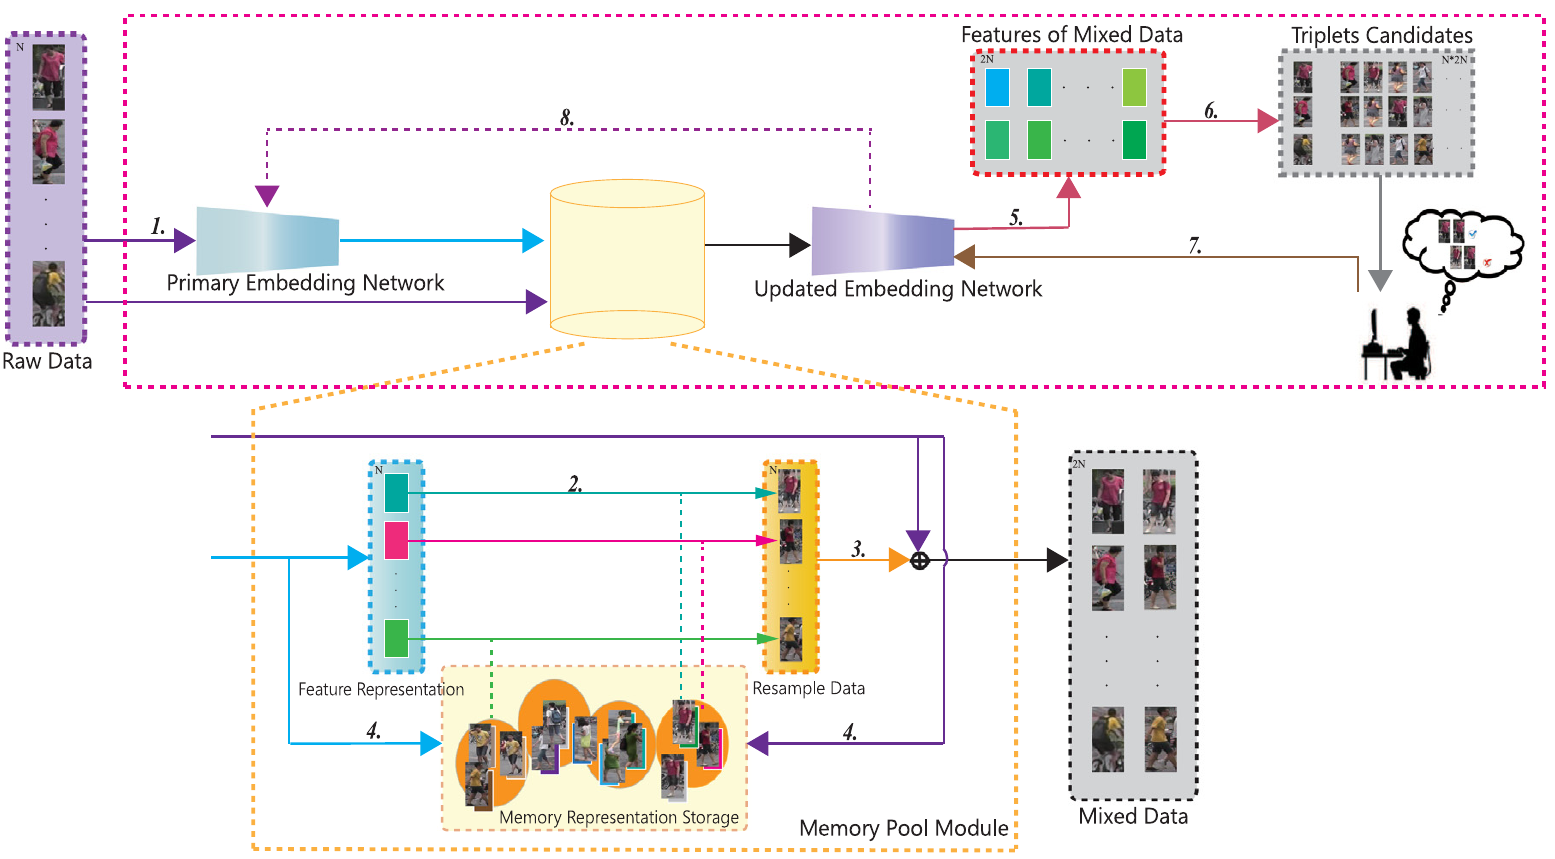 Features of Mixed Data
Triplets Candidates
N
2N
N*2N
8.
6.
1.
5.
7.
Primary Embedding Network
Updated Embedding Network
Raw Data
N
2.
N
3.
2N
Feature Representation
Resample Data
4.
4.
Memory Representation Storage
Memory Pool Module
Mixed Data